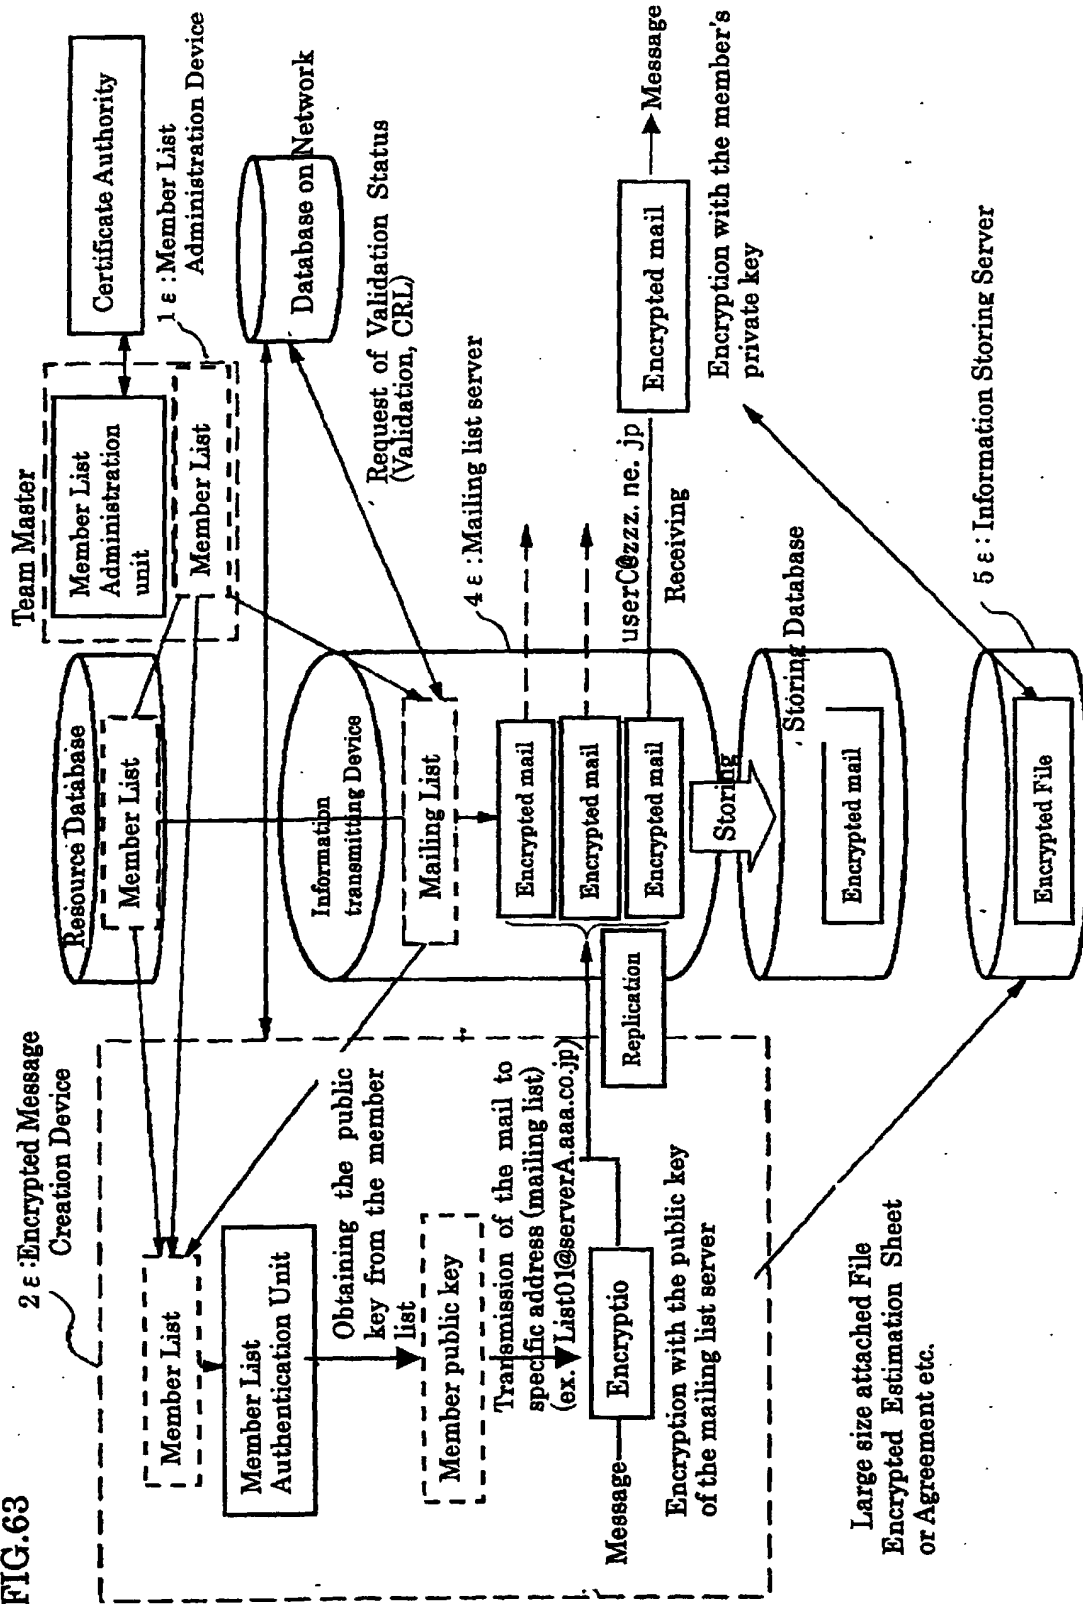 FIG.63
2 ε :Encrypted Message
Creation Device
Member List
Member List
Authentication Unit
Obtaining the public
key from the member
list
Member public key
Transmission of the mail to
specific address (mailing list)
(ex. List01@serverA.aaa.co.jp)
Message
Encryptio
Encryption with the public key
of the mailing list server
Replication
Large size attached File
Encrypted Estimation Sheet
or Agreement etc.
Resource Database
Member List
Information
transmitting Device
Mailing List
Encrypted mail
Encrypted mail
Encrypted mail
Storing
Storing Database
Encrypted mail
Encrypted File
5 ε : Information Storing Server
Team Master
Member List
Administration
unit
Member List
Certificate Authority
1 ε :Member List
Administration Device
Database on Network
Request of Validation Status
(Validation, CRL)
4 ε :Mailing list server
userC@zzz. ne. jp
Receiving
Encrypted mail
Message
Encryption with the member's
private key